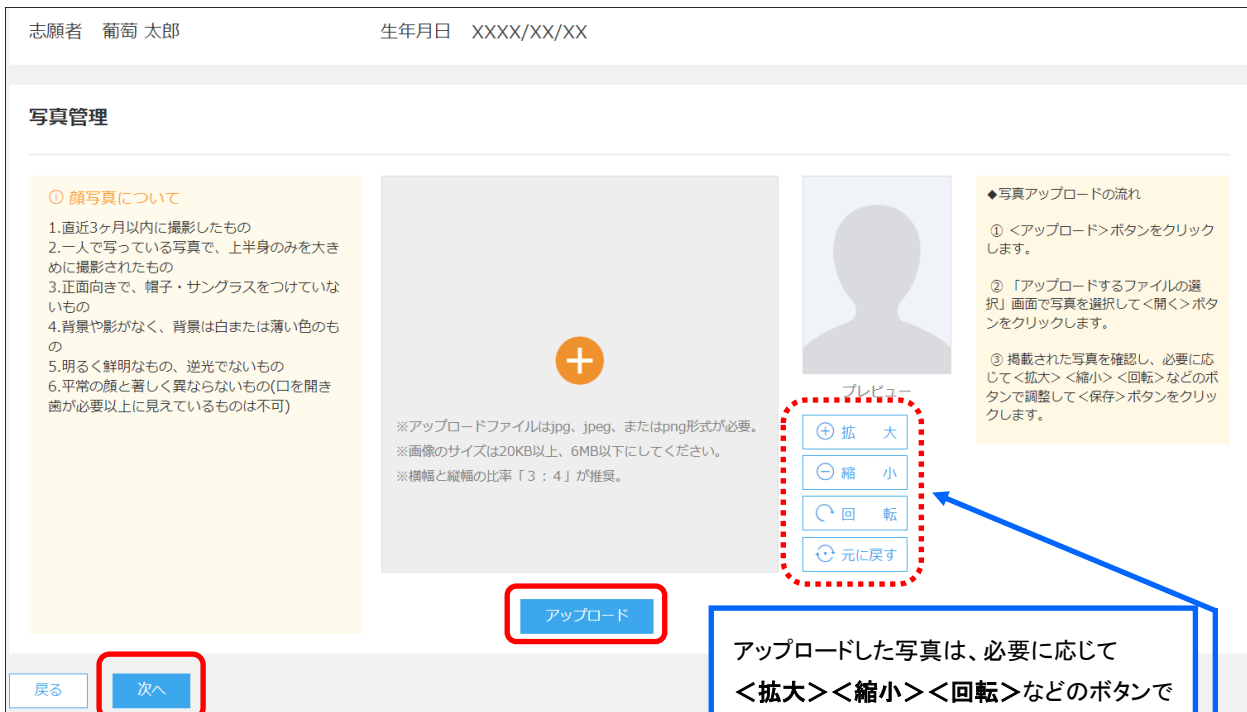 志願者 葡萄 太郎 生年月日 XXXX/XX/XX
写真管理
顔写真について
1.直近3ヶ月以内に撮影したもの
2.一人で写っている写真で、上半身のみを大き
めに撮影されたもの
3.正面向きで、帽子・サングラスをつけていな
いもの
4.背景や影がなく、背景は白または薄い色のも
の
5.明るく鮮明なもの、逆光でないもの
6.平常の顔と著しく異ならないもの(口を開き
歯が必要以上に見えているものは不可)
※アップロードファイルはjpg、jpeg、またはpng形式が必要。
※画像のサイズは20KB以上、6MB以下にしてください。
※横幅と縦幅の比率「3：4」が推奨。
アップロード
プレビュー
拡 大
縮 小
回 転
元に戻す
◆写真アップロードの流れ
① <アップロード>ボタンをクリック
します。
② 「アップロードするファイルの選
択」画面で写真を選択して<開く>ボタ
ンをクリックします。
③ 掲載された写真を確認し、必要に応
じて<拡大> <縮小> <回転>などのボ
タンで調整して<保存>ボタンをクリッ
クします。
アップロードした写真は、必要に応じて
＜拡大＞＜縮小＞＜回転＞などのボタンで
戻る
次へ